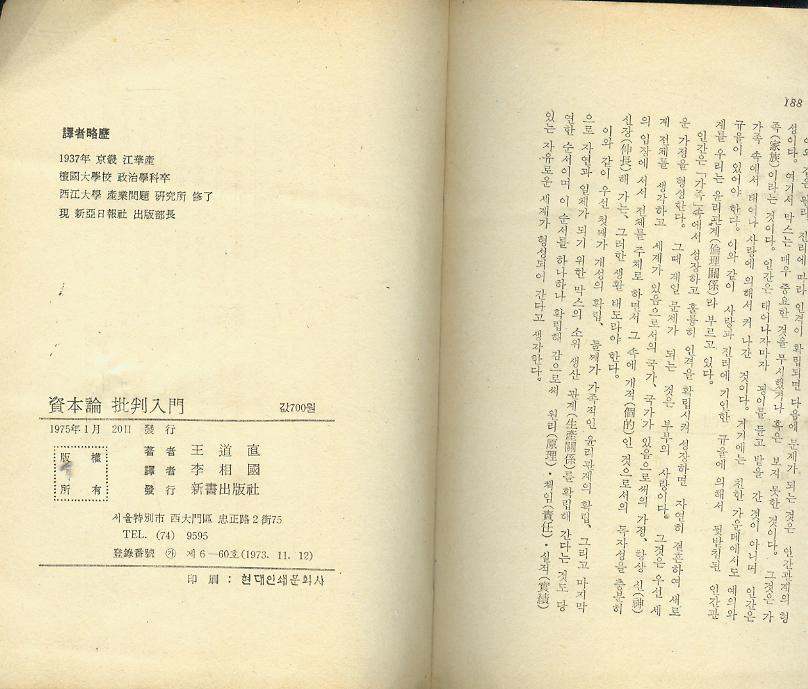 188
성이다. 여기서 막스는 매우 중요한 것을 무시했거나 혹은 보지 못한 것이다. 그것은 가
족(家族)이라는 것이다. 인간은 태어나자마자 젖이를 듣고 받을 간 것이 아니며 인간은
가족 속에서 태어나 사랑에 의해서 커 나간 것이다. 거기에는 친한 가운데에서도 예의와
규율이 있어야 한다. 이와 같이 사랑과 진리에 기인한 규율에 의해서 뒷받침된 인간관
계를 우리는 윤리관계(倫理關係)라 부르고 있다.
인간은 「가족」속에서 성장하고 훌륭히 인격을 확립시켜 성장하면 자연히 결혼하여 새로
운 가정을 형성한다. 그때 제일 문제가 되는 것은 부부의 사랑이다. 그것은 우선 세
계 전체를 생각하고 세계가 있음으로서의 국가, 국가가 있음으로써의 가정, 항상 신(神)
의 입장에 서서 전체를 주체로 하면서 그 속에 개적(個的)인 것으로서의 독자성을 충분히
신장(伸長)해 가는, 그러한 생활 태도라야 한다.
이와 같이 우선 첫째가 개성의 확립, 둘째가 가족적인 윤리관계의 확립, 그리고 마지막
으로 자연과 일체가 되기 위한 막스의 소위 생산 관계(生產關係)를 확립해 간다는 것도 당
연한 순서이며 이 순서를 하나하나 확립해 감으로써 원리(原理)·책임(責任)·실적(實績)
있는 자유로운 세계가 형성되어 간다고 생각한다.
譯者略歷
1937年 京畿 江華產
檀國大學校 政治學科卒
西江大學 產業問題 硏究所 修了
現 新亞日報社 出版部長
資本論 批判入門 값700원
1975年 1月 20日 發行
版權
所有
著者 王道直
譯者 李相國
發行 新書出版社
서울特別市 西大門區 忠正路 2街75
TEL. (74) 9595
登錄番號 ㉮ 제 6—60호(1973. 11. 12)
印刷 : 현대인쇄문화사